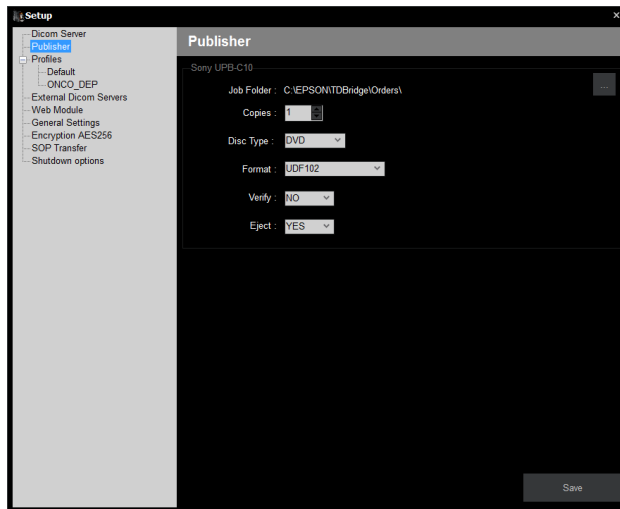 Setup
x
Dicom Server
Publisher
Profiles
Default
ONCO_DEP
External Dicom Servers
Web Module
General Settings
Encryption AES256
SOP Transfer
Shutdown options
Publisher
Sony UPB-C10
Job Folder : C:\EPSON\TDBridge\Orders\
...
Copies : 1
Disc Type : DVD
Format : UDF102
Verify : NO
Eject : YES
Save